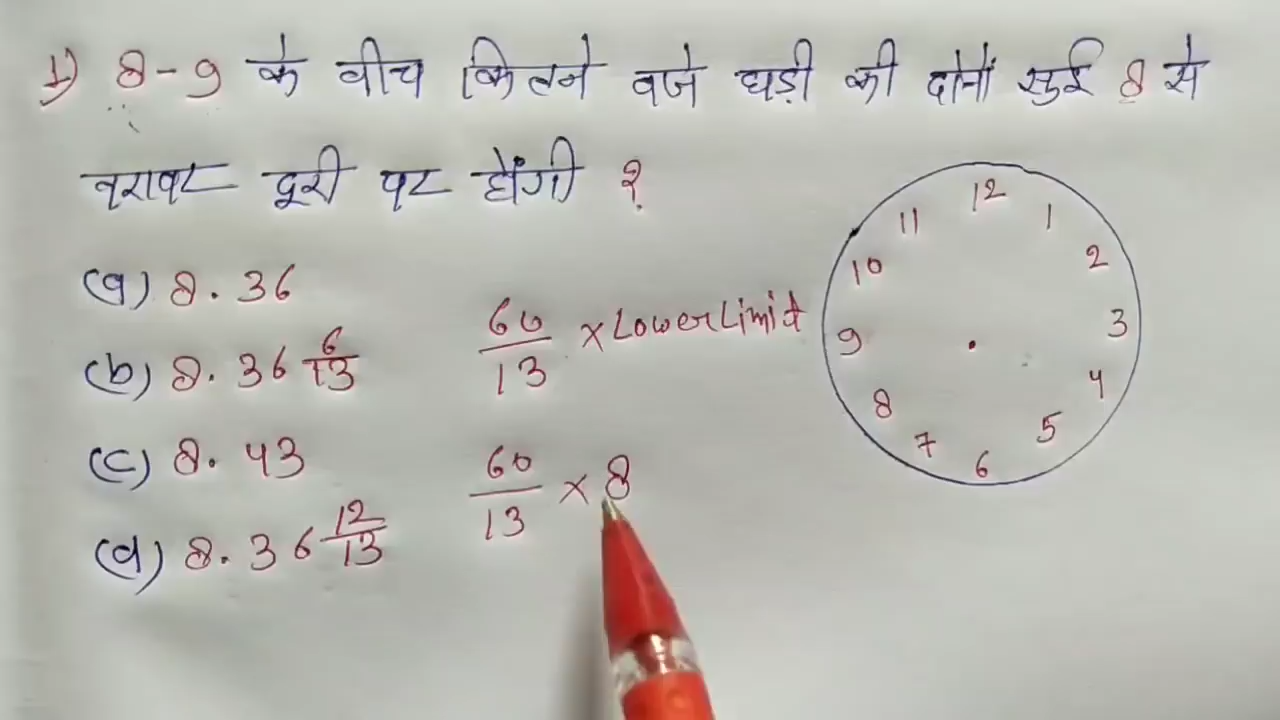 1) 8-9 के बीच कितने बजे घड़ी की दोनों सुई 8 से
बराबर दूरी पर होंगी ?
(a) 8.36
(b) 8.36 6/13
(c) 8.43
(d) 8.36 12/13
60/13 × Lower Limit
60/13 × 8
12
1
2
3
4
5
6
7
8
9
10
11